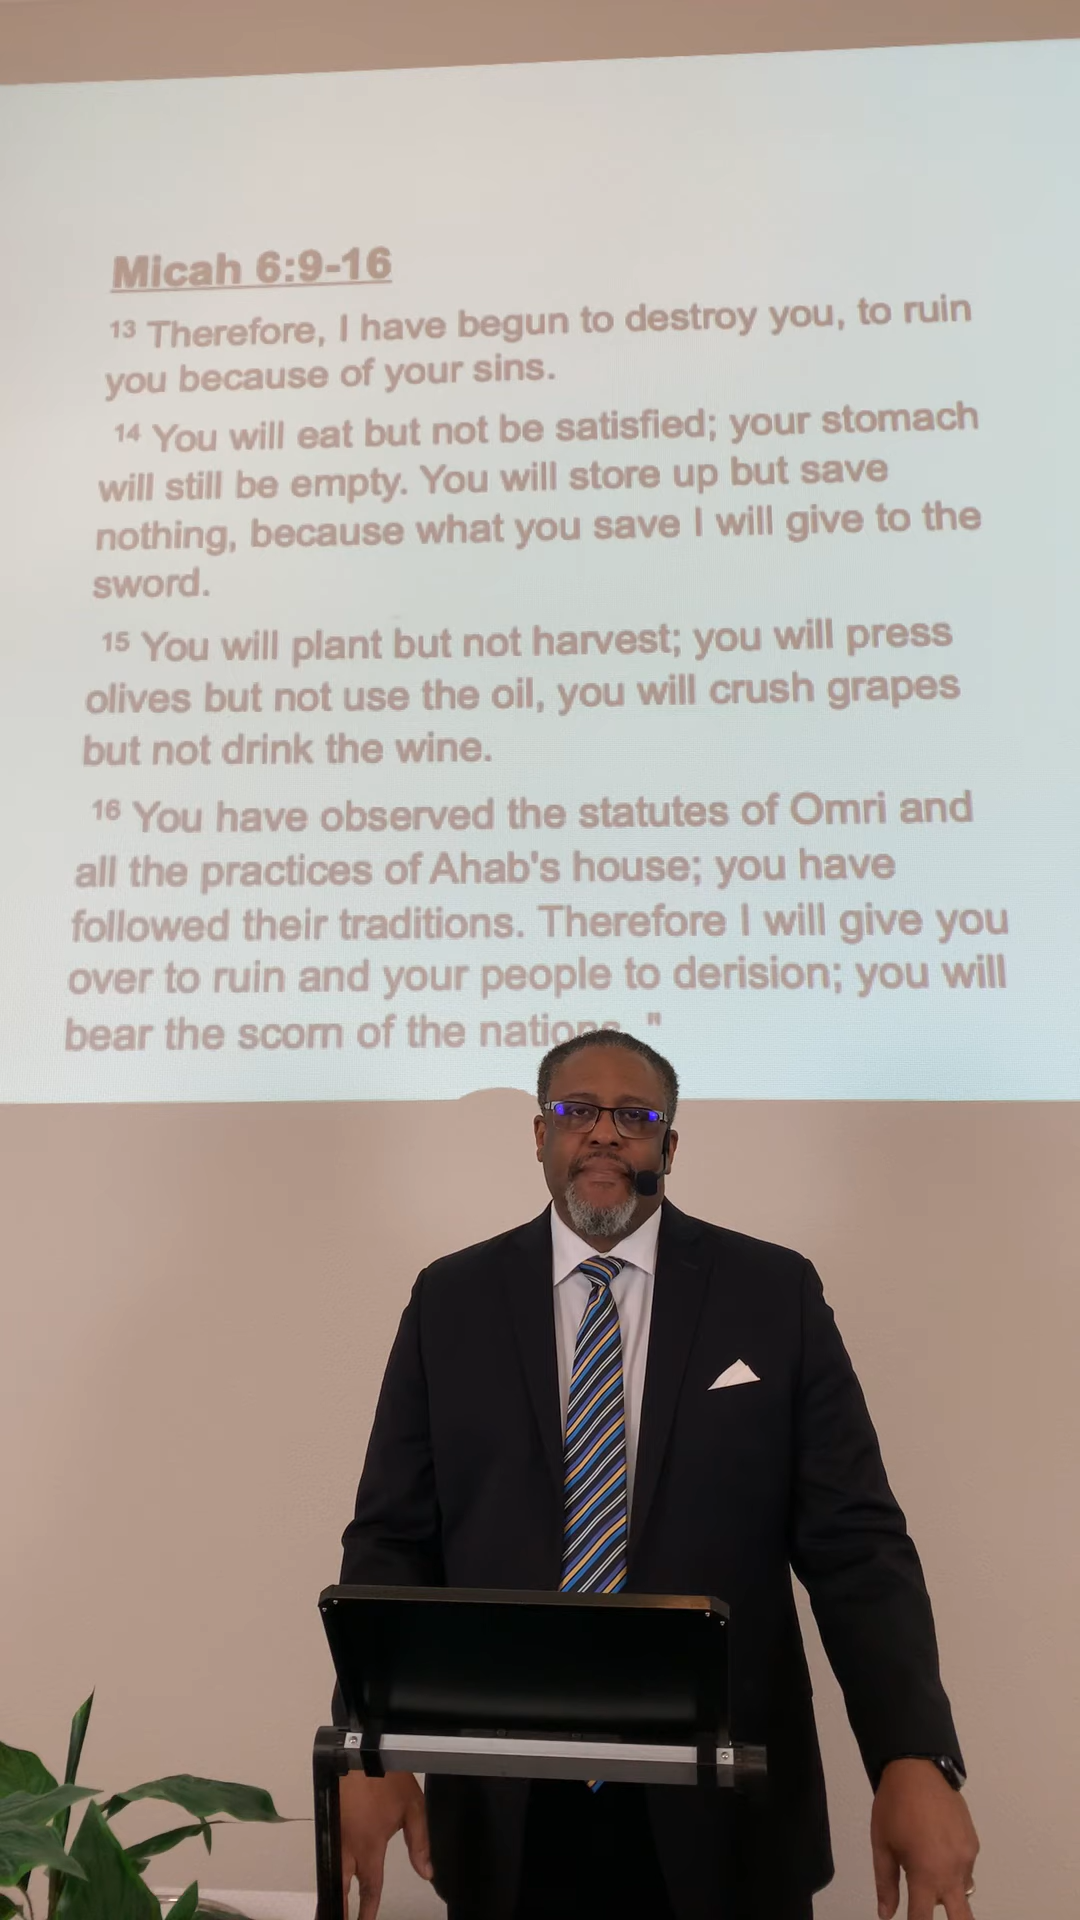 Micah 6:9-16
13 Therefore, I have begun to destroy you, to ruin
you because of your sins.
14 You will eat but not be satisfied; your stomach
will still be empty. You will store up but save
nothing, because what you save I will give to the
sword.
15 You will plant but not harvest; you will press
olives but not use the oil, you will crush grapes
but not drink the wine.
16 You have observed the statutes of Omri and
all the practices of Ahab's house; you have
followed their traditions. Therefore I will give you
over to ruin and your people to derision; you will
bear the scorn of the nations. "